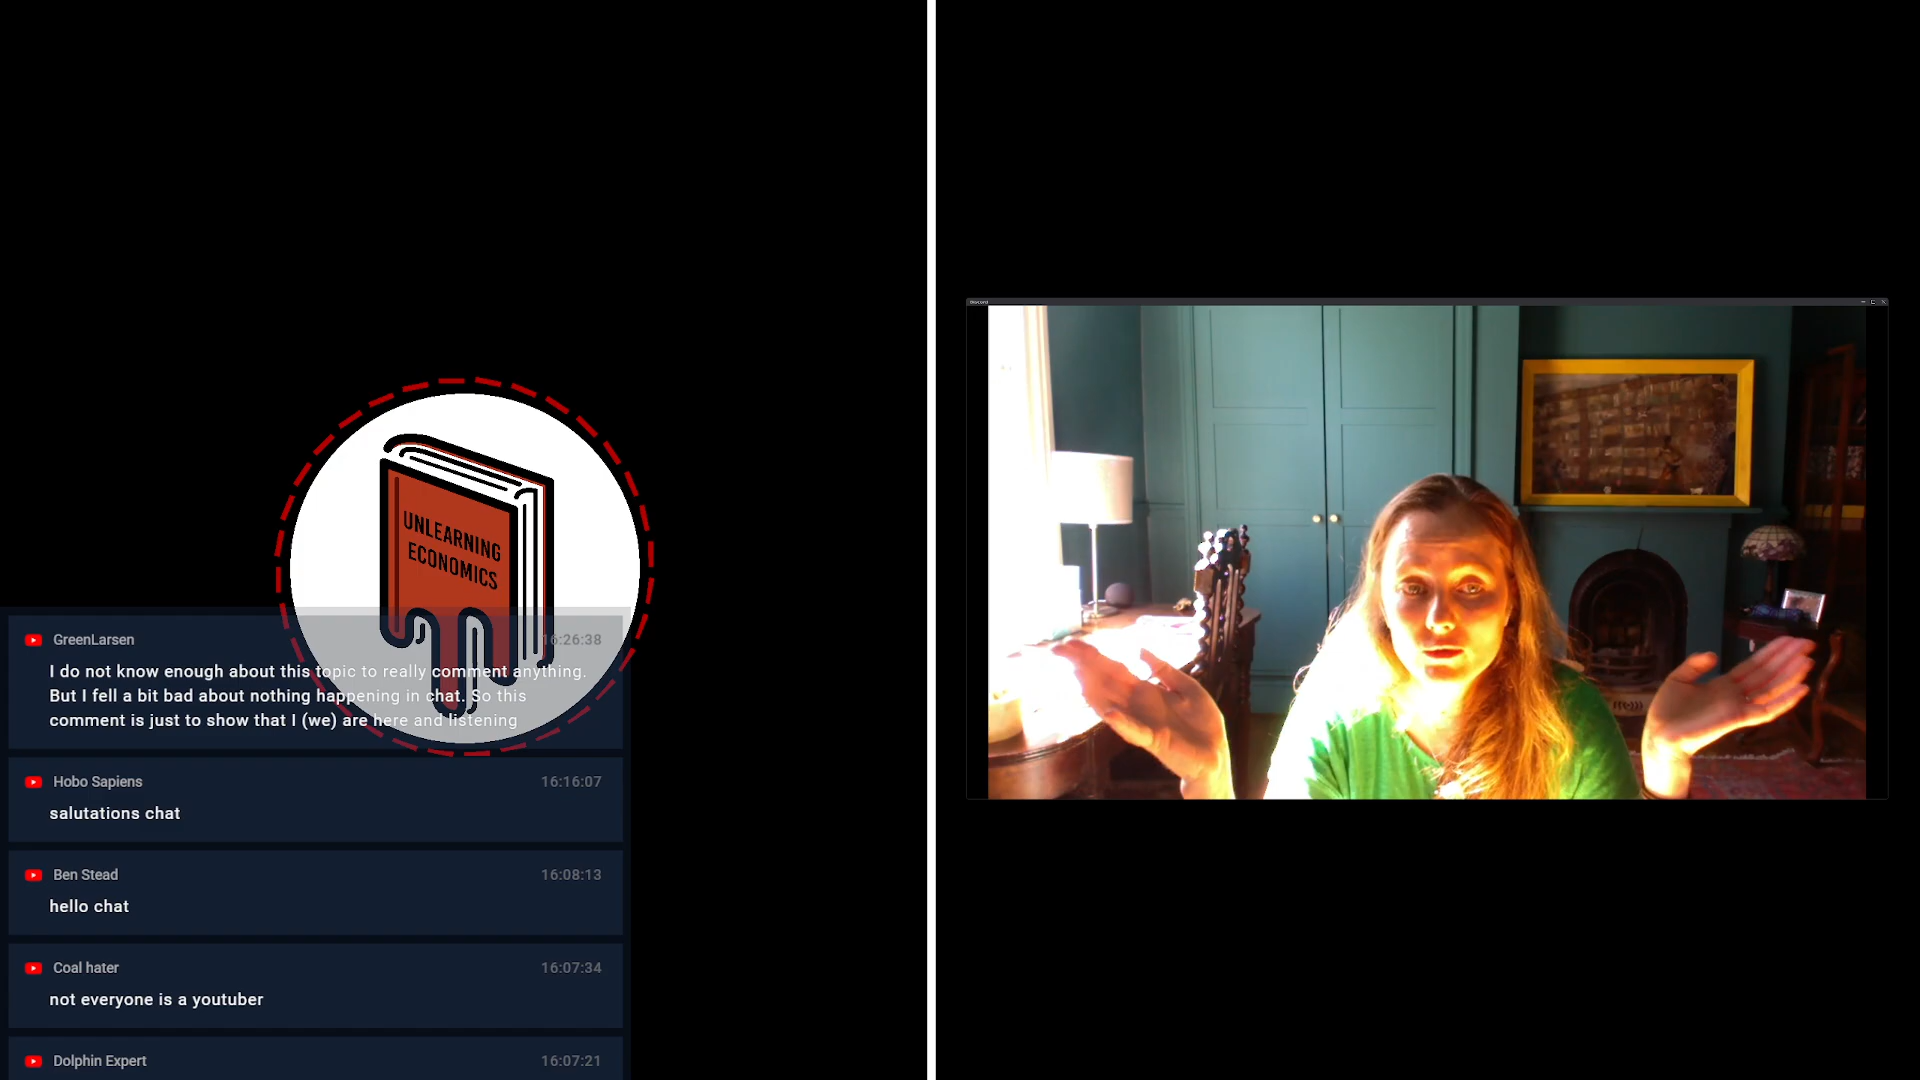 UNLEARNING
ECONOMICS
GreenLarsen 16:26:38
I do not know enough about this topic to really comment anything.
But I fell a bit bad about nothing happening in chat. So this
comment is just to show that I (we) are here and listening
Hobo Sapiens 16:16:07
salutations chat
Ben Stead 16:08:13
hello chat
Coal hater 16:07:34
not everyone is a youtuber
Dolphin Expert 16:07:21
Discord